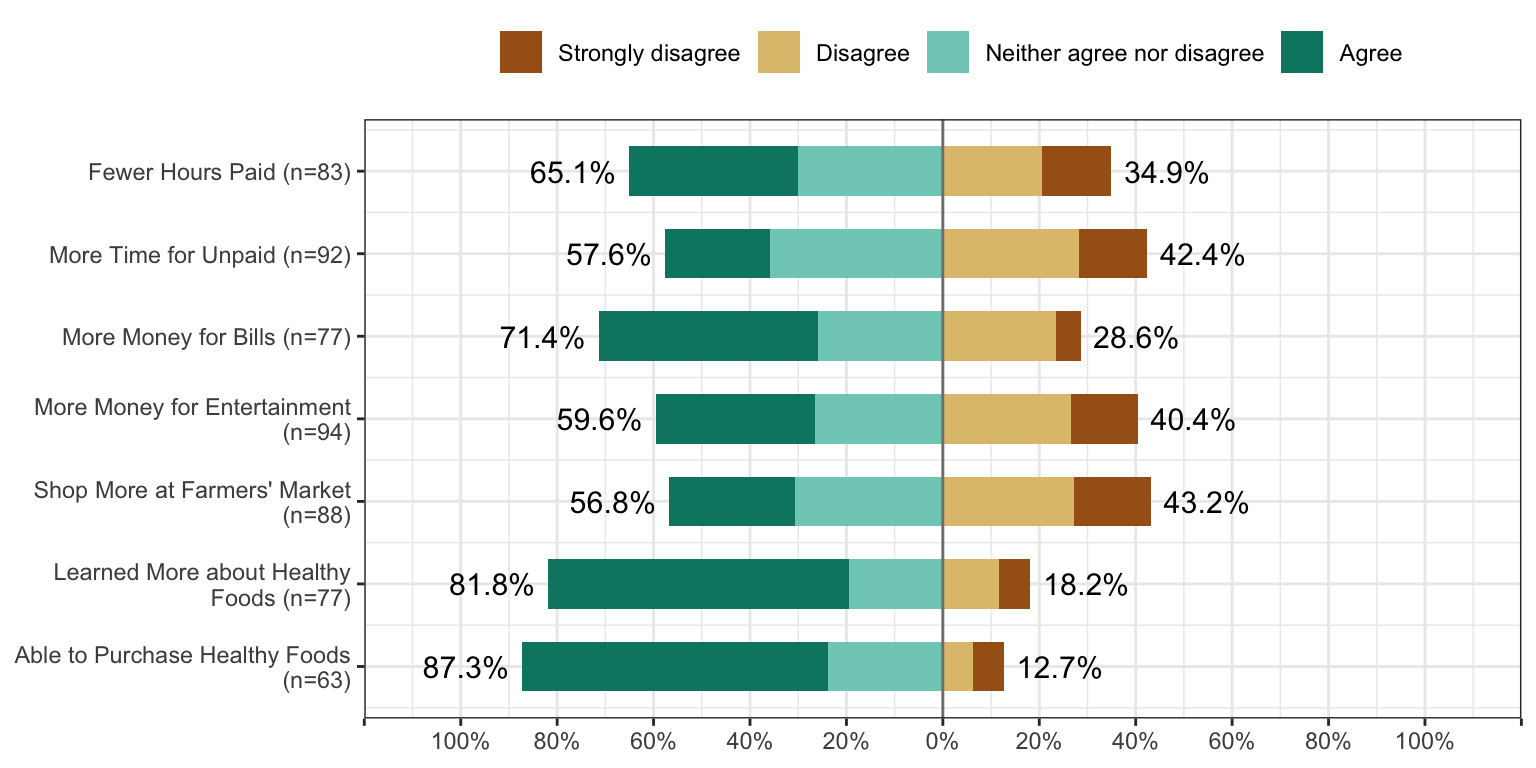 Strongly disagree Disagree Neither agree nor disagree Agree
Fewer Hours Paid (n=83) 65.1% 34.9%
More Time for Unpaid (n=92) 57.6% 42.4%
More Money for Bills (n=77) 71.4% 28.6%
More Money for Entertainment
(n=94) 59.6% 40.4%
Shop More at Farmers' Market
(n=88) 56.8% 43.2%
Learned More about Healthy
Foods (n=77) 81.8% 18.2%
Able to Purchase Healthy Foods
(n=63) 87.3% 12.7%
100% 80% 60% 40% 20% 0% 20% 40% 60% 80% 100%